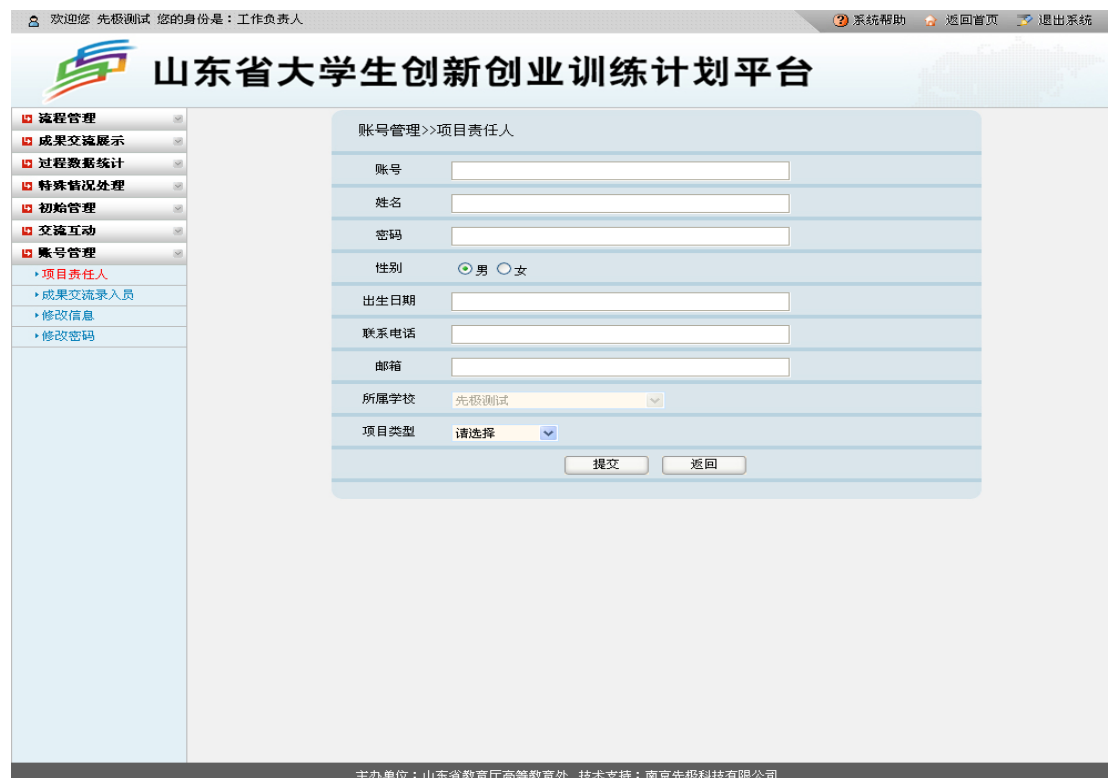 欢迎您 先极测试 您的身份是：工作负责人
系统帮助 返回首页 退出系统
山东省大学生创新创业训练计划平台
流程管理
成果交流展示
过程数据统计
特殊情况处理
初始管理
交流互动
账号管理
项目责任人
成果交流录入员
修改信息
修改密码
账号管理>>项目责任人
账号
姓名
密码
性别 男 女
出生日期
联系电话
邮箱
所属学校 先极测试
项目类型 请选择
提交 返回
主办单位：山东省教育厅高等教育处 技术支持：南京先极科技有限公司